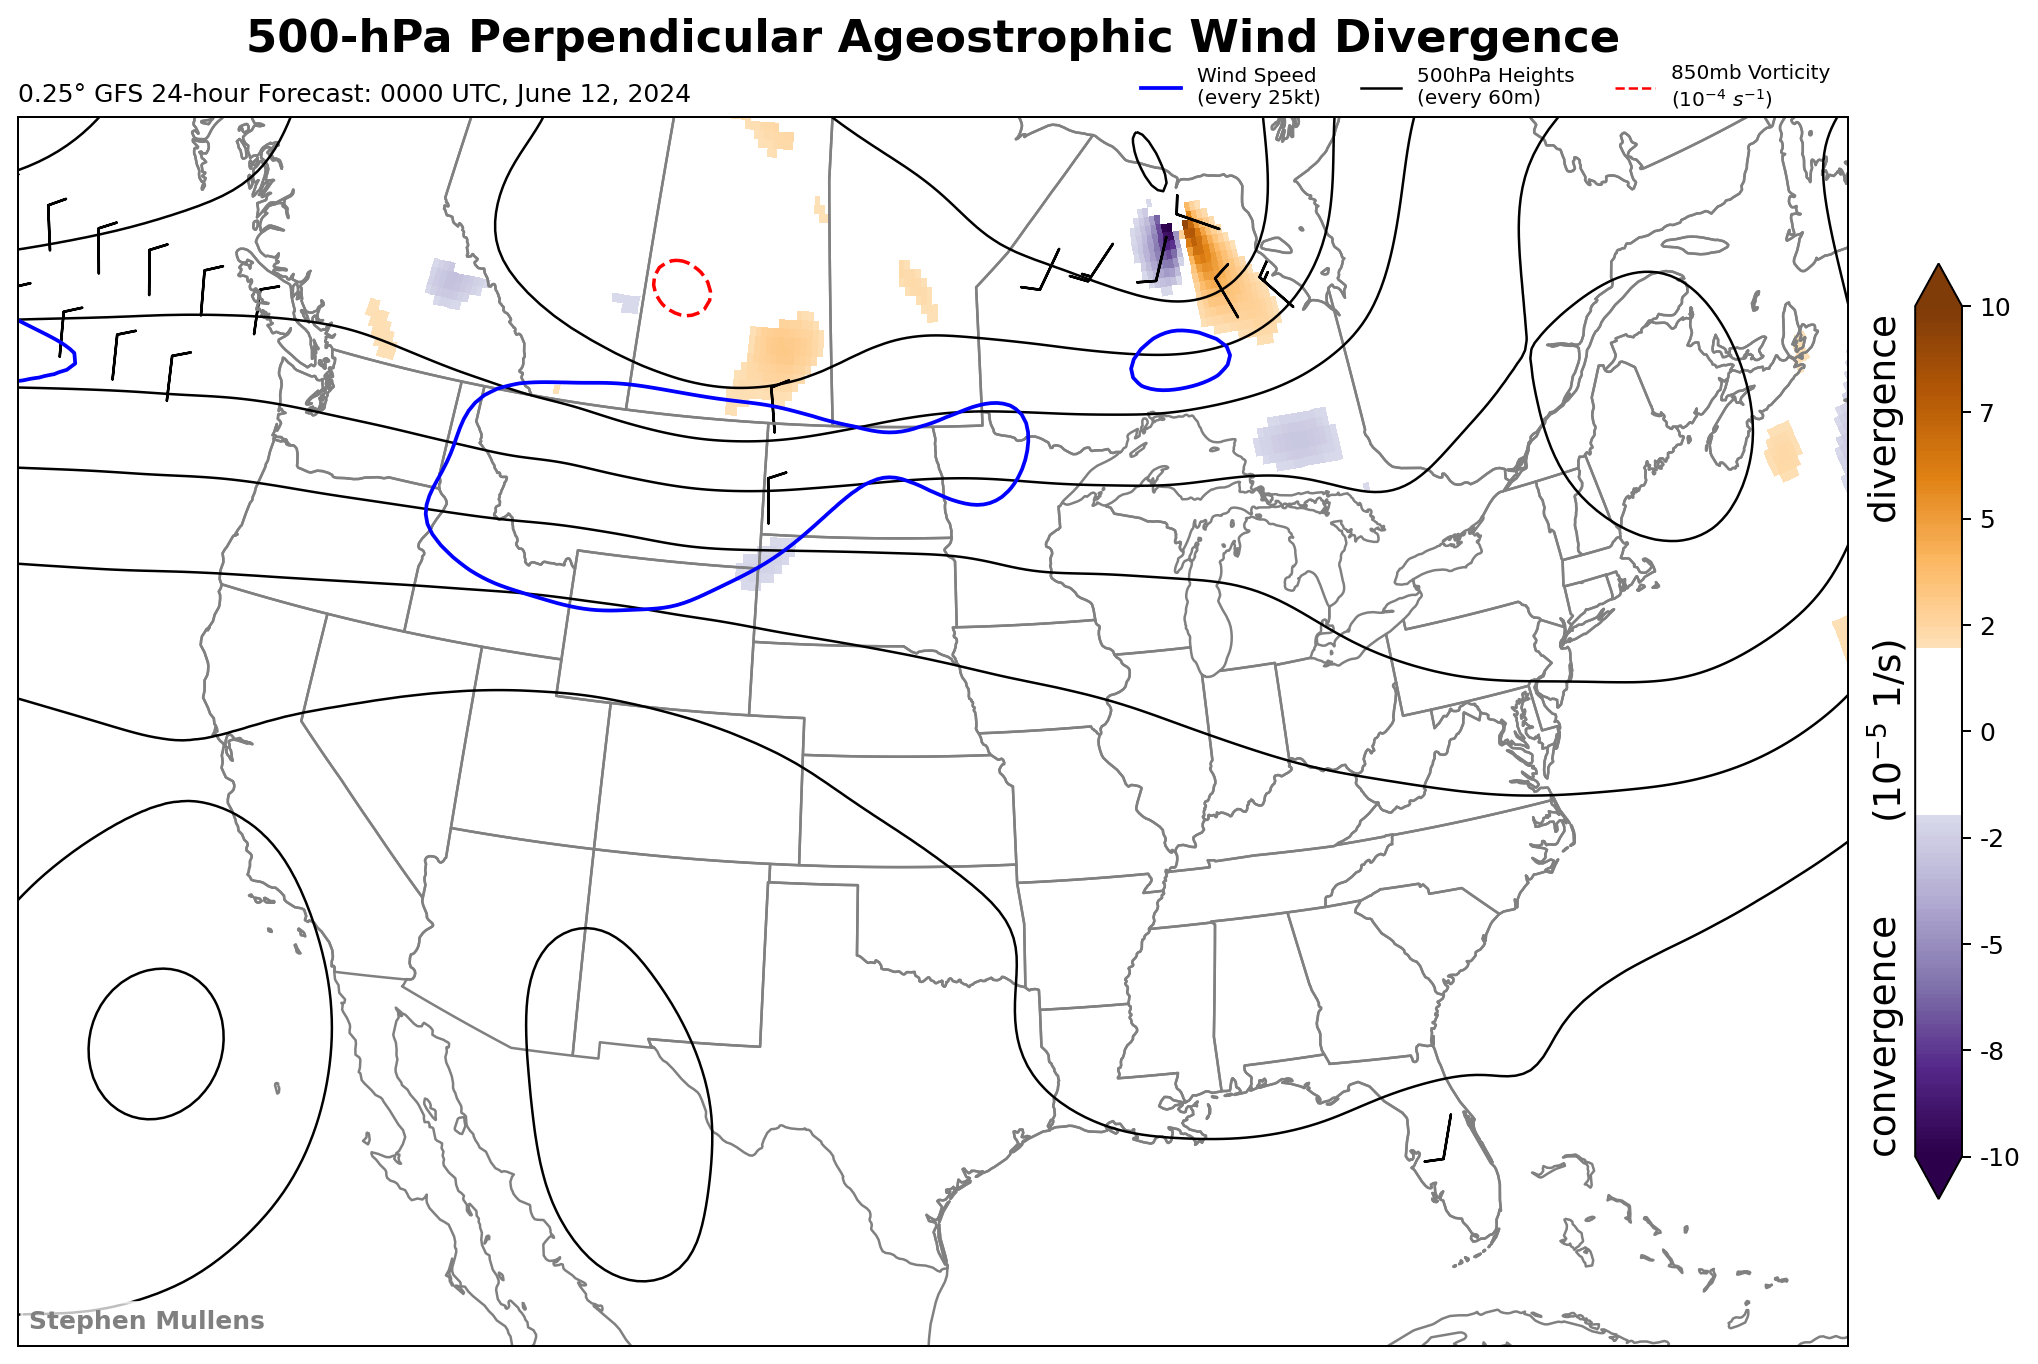 500-hPa Perpendicular Ageostrophic Wind Divergence
0.25° GFS 24-hour Forecast: 0000 UTC, June 12, 2024
Wind Speed
(every 25kt)
500hPa Heights
(every 60m)
850mb Vorticity
(10⁻⁴ s⁻¹)
10
7
5
2
0
-2
-5
-8
-10
convergence (10⁻⁵ 1/s) divergence
Stephen Mullens